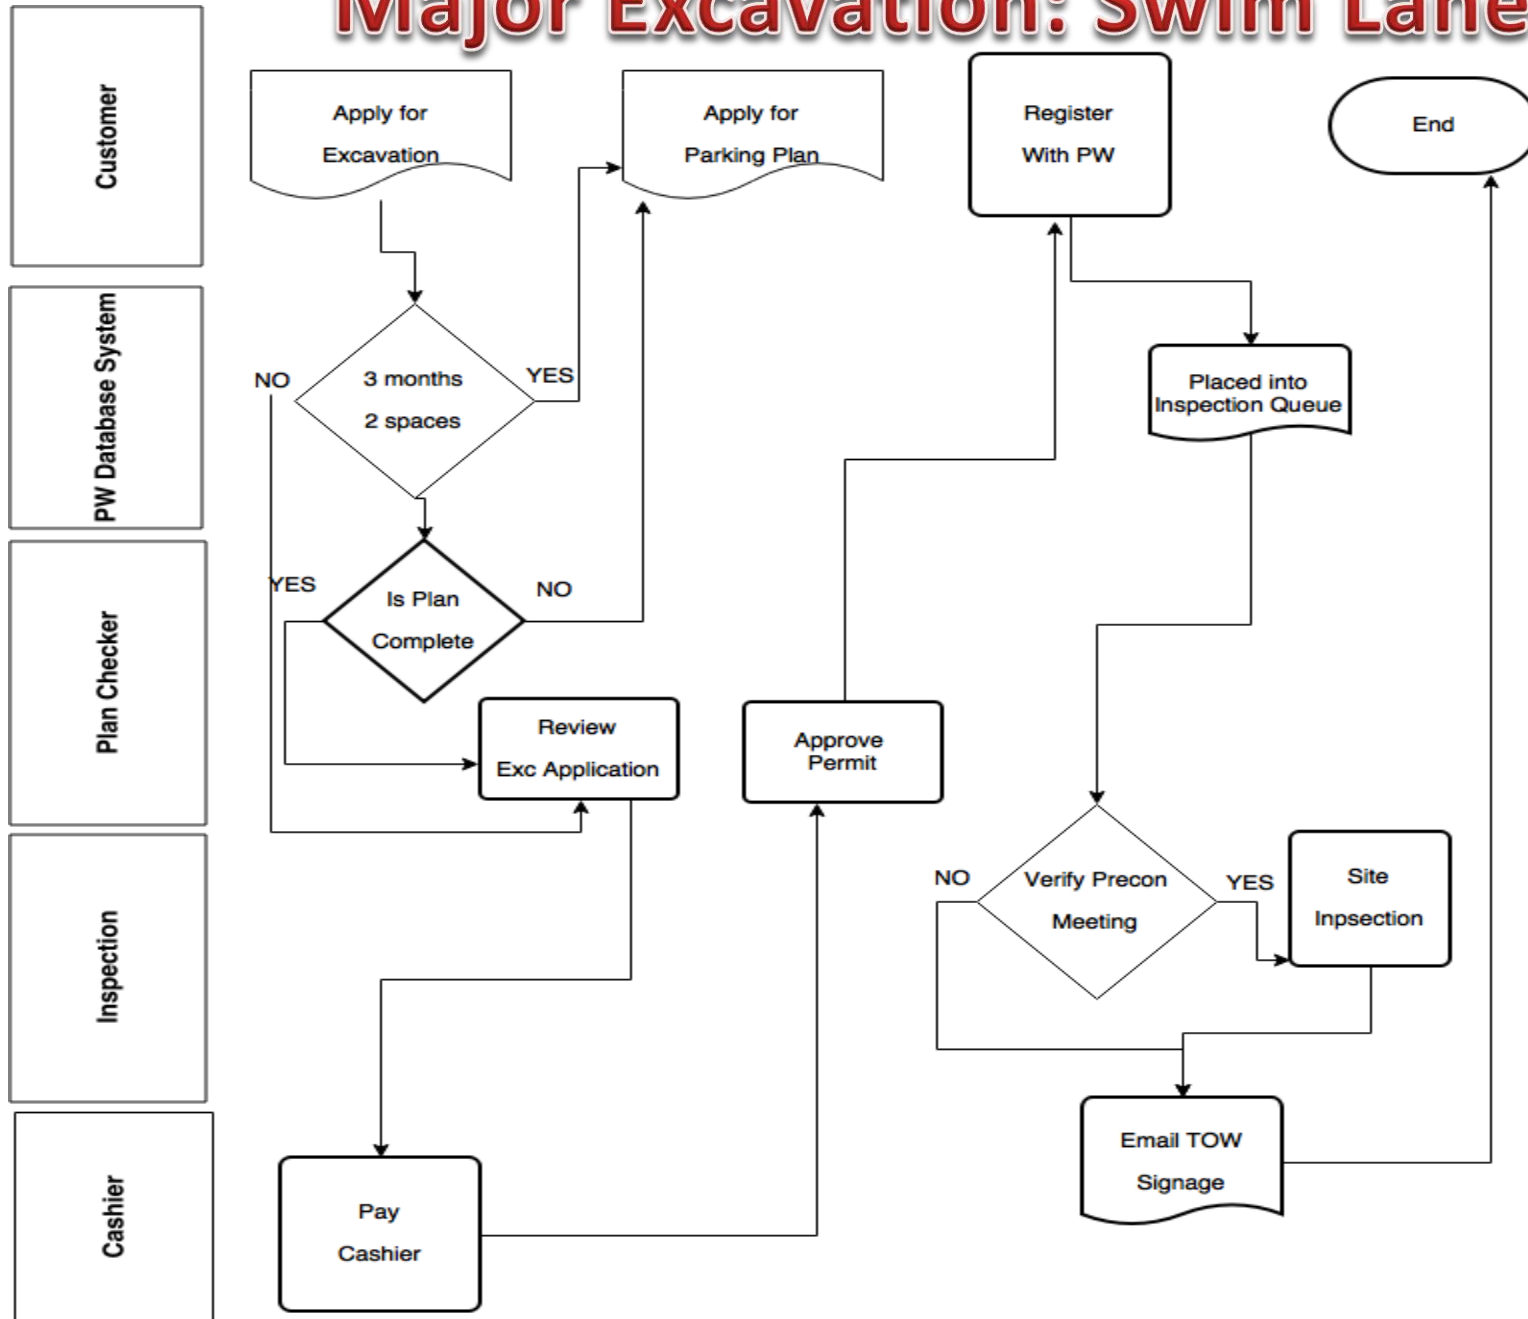 Major Excavation: Swim Lane
Customer
Apply for
Excavation
Apply for
Parking Plan
Register
With PW
End
PW Database System
NO
3 months
2 spaces
YES
Placed into
Inspection Queue
Plan Checker
YES
Is Plan
Complete
NO
Review
Exc Application
Approve
Permit
Inspection
NO
Verify Precon
Meeting
YES
Site
Inpsection
Cashier
Pay
Cashier
Email TOW
Signage